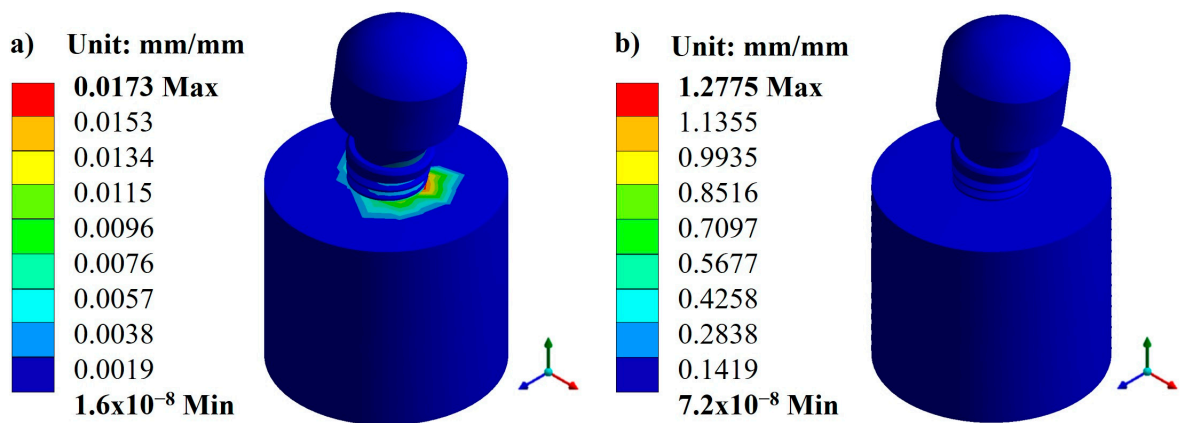 a) Unit: mm/mm
0.0173 Max
0.0153
0.0134
0.0115
0.0096
0.0076
0.0057
0.0038
0.0019
1.6x10⁻⁸ Min
b) Unit: mm/mm
1.2775 Max
1.1355
0.9935
0.8516
0.7097
0.5677
0.4258
0.2838
0.1419
7.2x10⁻⁸ Min